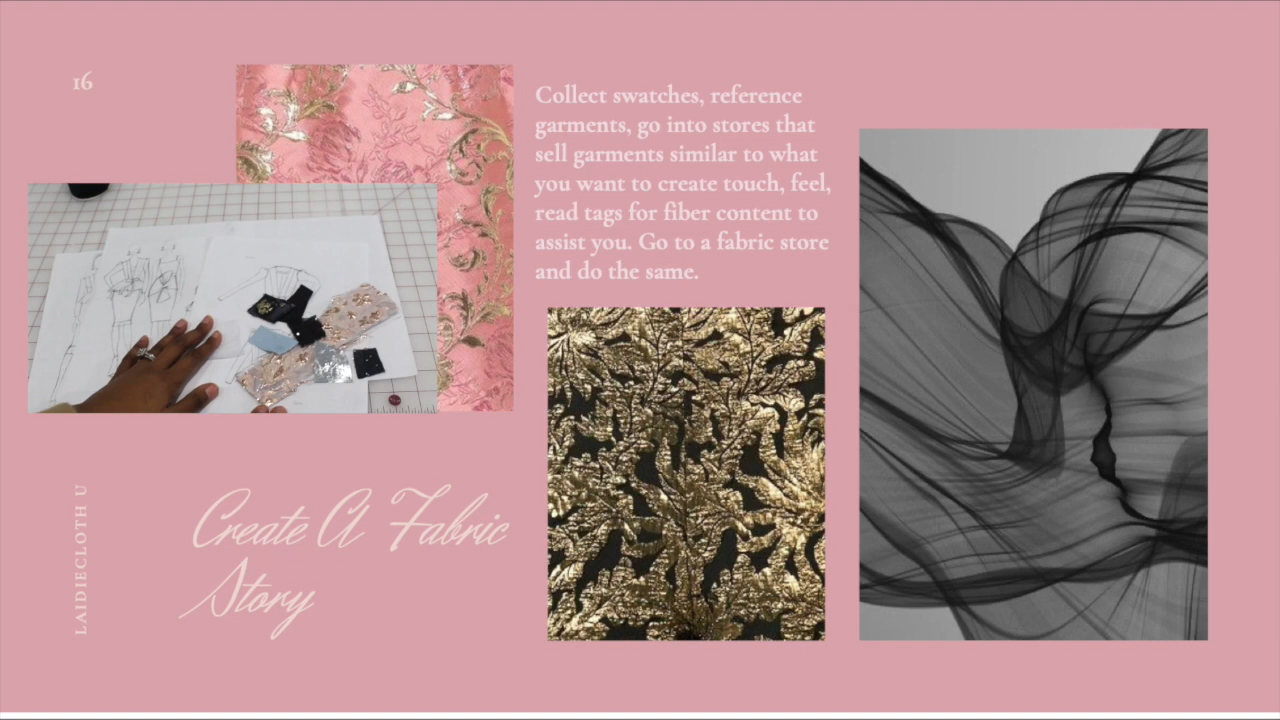 16
Collect swatches, reference
garments, go into stores that
sell garments similar to what
you want to create touch, feel,
read tags for fiber content to
assist you. Go to a fabric store
and do the same.
LAIDIECLOTH U
Create A Fabric
Story